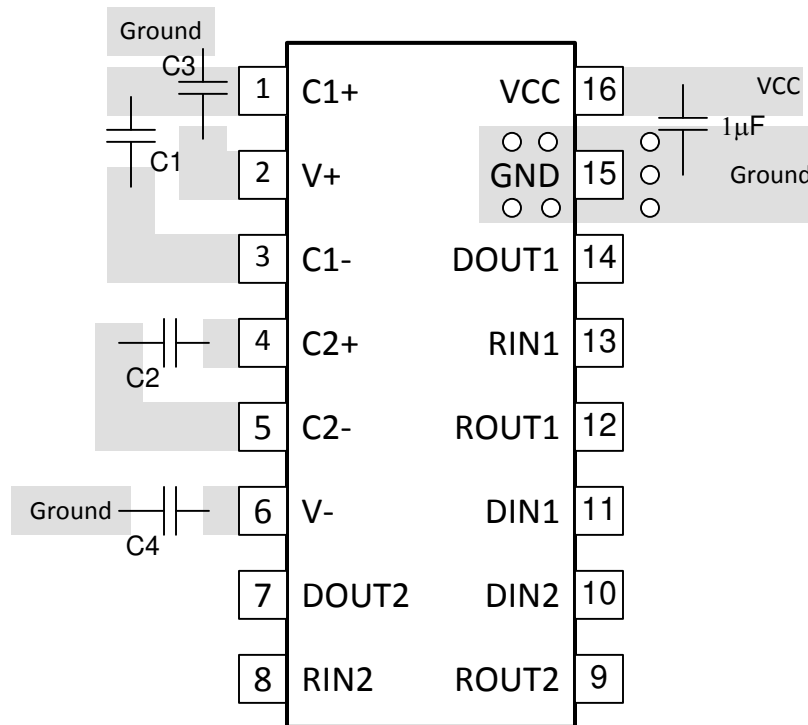 Ground
C3
1 C1+ VCC 16 VCC
1µF
C1
2 V+ GND 15 Ground
3 C1- DOUT1 14
4 C2+ RIN1 13
C2
5 C2- ROUT1 12
Ground 6 V- DIN1 11
C4
7 DOUT2 DIN2 10
8 RIN2 ROUT2 9